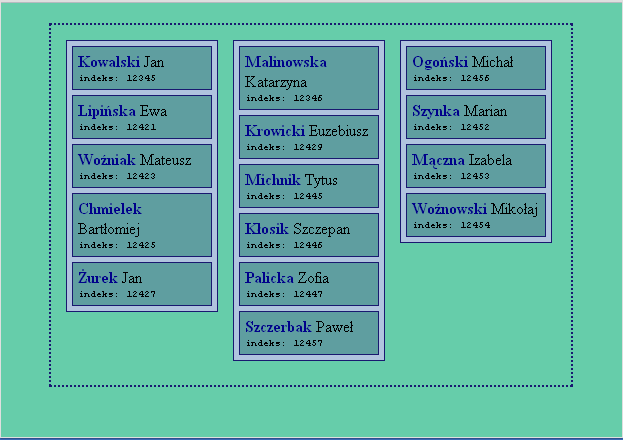 Kowalski Jan
indeks: 12345
Lipińska Ewa
indeks: 12421
Woźniak Mateusz
indeks: 12423
Chmielek
Bartłomiej
indeks: 12425
Żurek Jan
indeks: 12427
Malinowska
Katarzyna
indeks: 12346
Krowicki Euzebiusz
indeks: 12429
Michnik Tytus
indeks: 12445
Kłosik Szczepan
indeks: 12446
Palicka Zofia
indeks: 12447
Szczerbak Paweł
indeks: 12457
Ogoński Michał
indeks: 12456
Szynka Marian
indeks: 12452
Mączna Izabela
indeks: 12453
Woźnowski Mikołaj
indeks: 12454